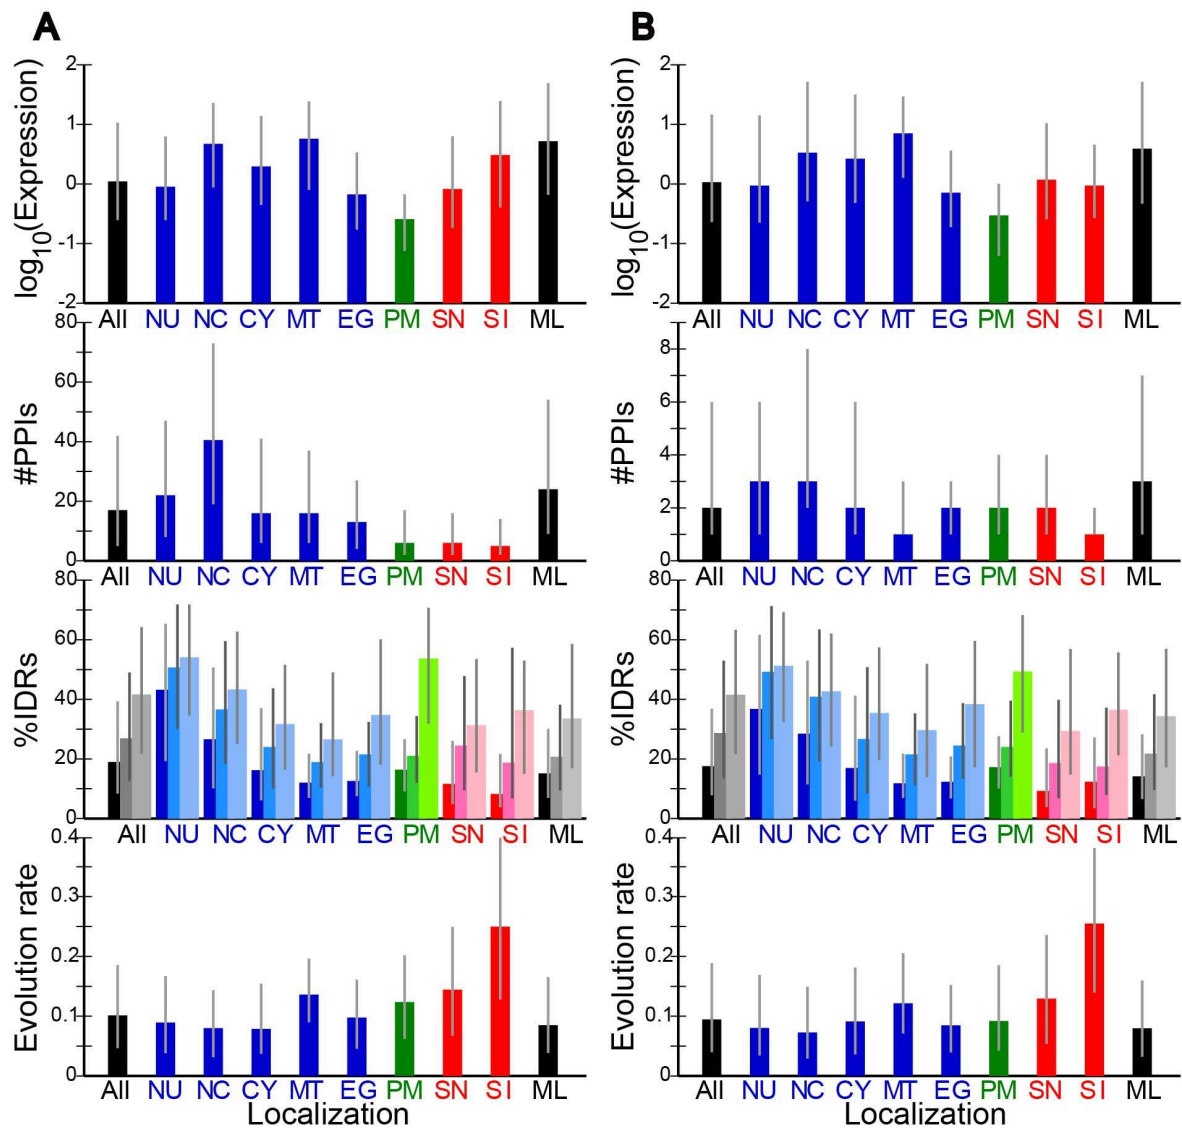 A B
2
1
0
-1
-2
log10(Expression)
All NU NC CY MT EG PM SN SI ML
2
1
0
-1
-2
log10(Expression)
All NU NC CY MT EG PM SN SI ML
80
60
40
20
0
#PPIs
All NU NC CY MT EG PM SN SI ML
8
6
4
2
0
#PPIs
All NU NC CY MT EG PM SN SI ML
80
60
40
20
0
%IDRs
All NU NC CY MT EG PM SN SI ML
80
60
40
20
0
%IDRs
All NU NC CY MT EG PM SN SI ML
0.4
0.3
0.2
0.1
0
Evolution rate
All NU NC CY MT EG PM SN SI ML
Localization
0.4
0.3
0.2
0.1
0
Evolution rate
All NU NC CY MT EG PM SN SI ML
Localization